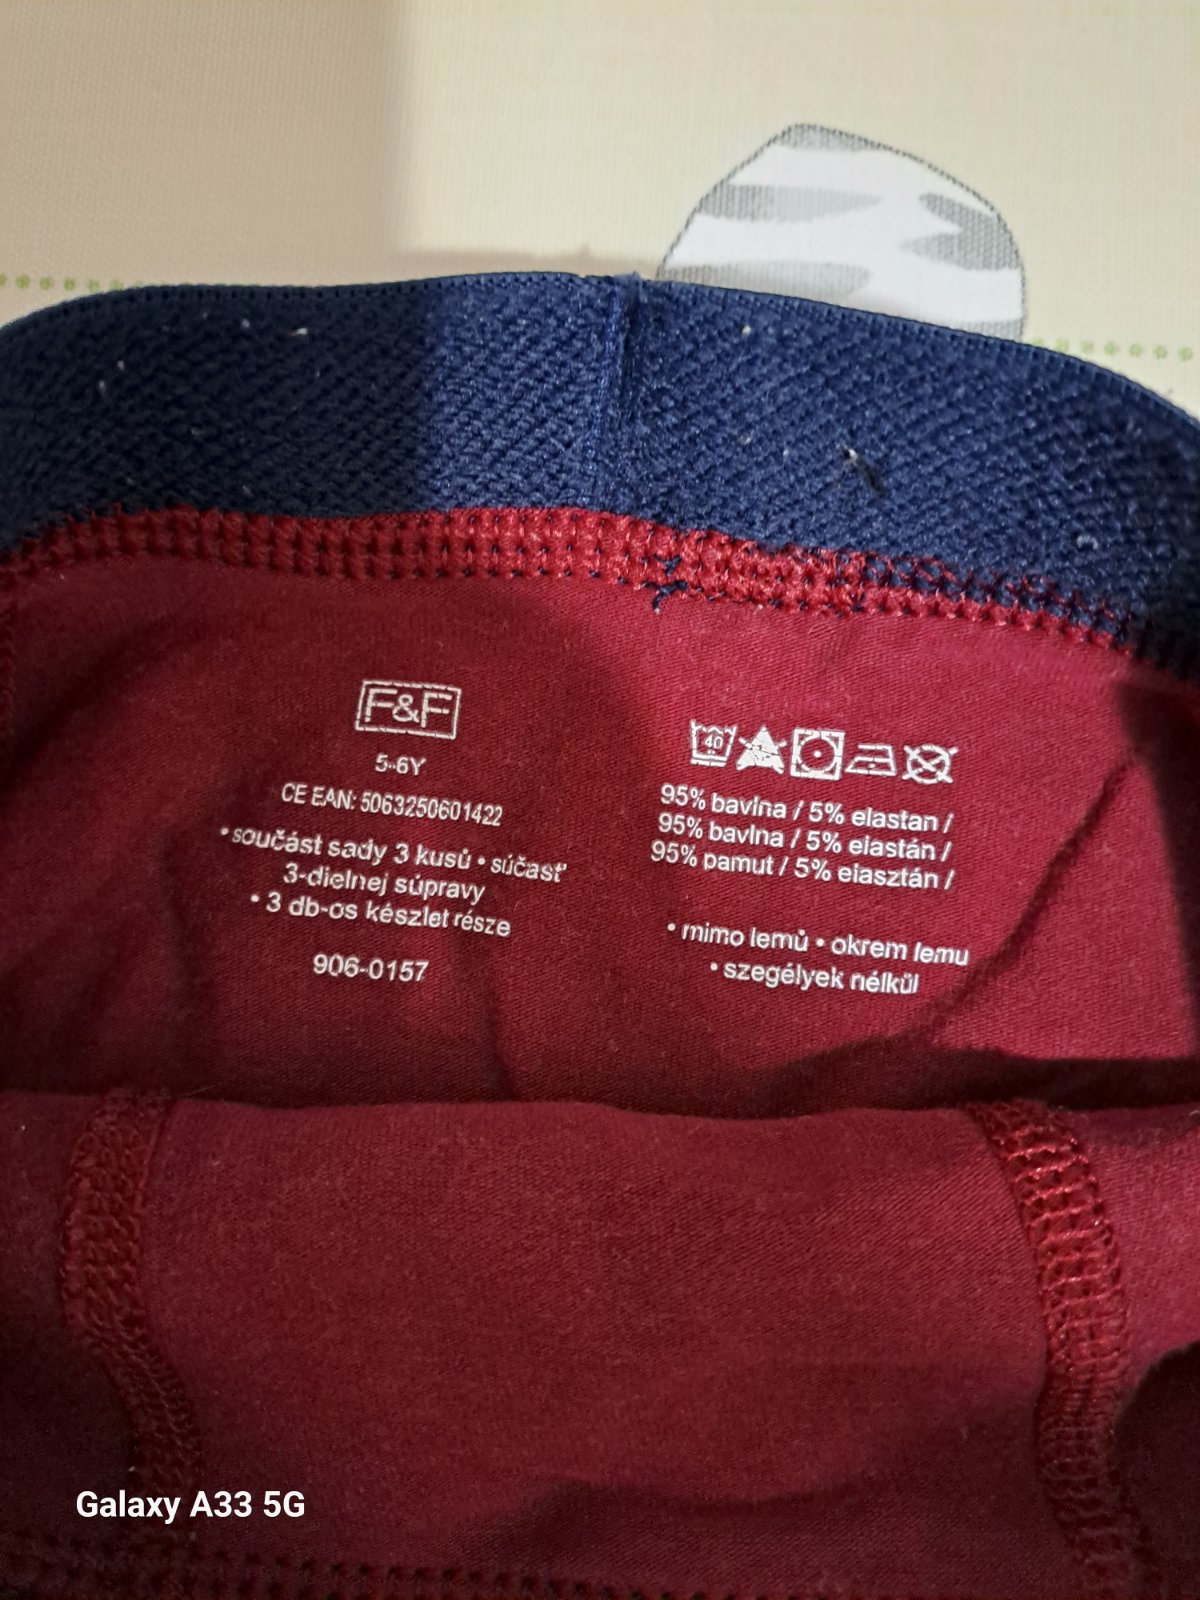 F&F
5-6Y
CE EAN: 5063250601422
• součást sady 3 kusů • súčasť
3-dielnej súpravy
• 3 db-os készlet része
906-0157
40
95% bavlna / 5% elastan /
95% bavlna / 5% elastán /
95% pamut / 5% elasztán /
• mimo lemů • okrem lemu
• szegélyek nélkül
Galaxy A33 5G